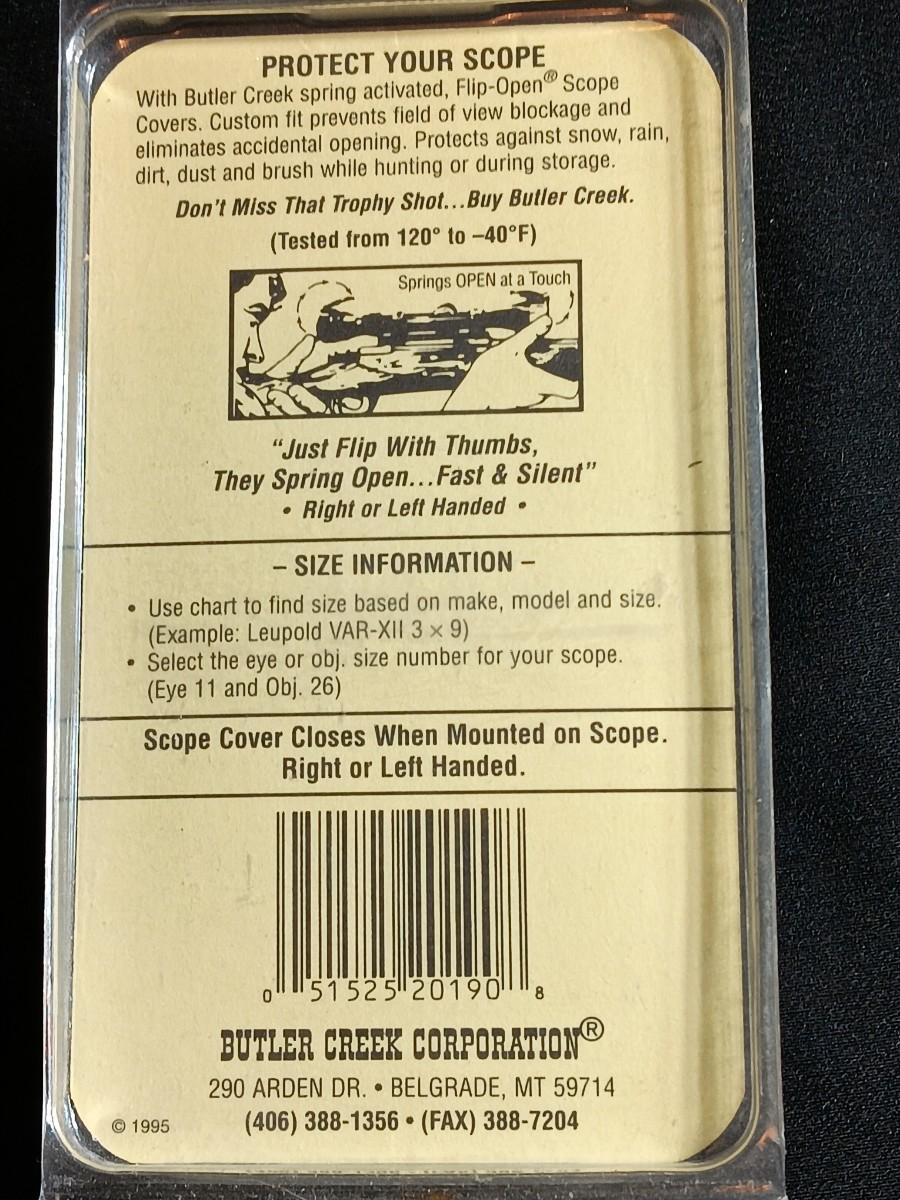 PROTECT YOUR SCOPE
With Butler Creek spring activated, Flip-Open® Scope
Covers. Custom fit prevents field of view blockage and
eliminates accidental opening. Protects against snow, rain,
dirt, dust and brush while hunting or during storage.
Don't Miss That Trophy Shot...Buy Butler Creek.
(Tested from 120° to –40°F)
Springs OPEN at a Touch
“Just Flip With Thumbs,
They Spring Open...Fast & Silent”
• Right or Left Handed •
– SIZE INFORMATION –
• Use chart to find size based on make, model and size.
(Example: Leupold VAR-XII 3 × 9)
• Select the eye or obj. size number for your scope.
(Eye 11 and Obj. 26)
Scope Cover Closes When Mounted on Scope.
Right or Left Handed.
0 51525 20190 8
BUTLER CREEK CORPORATION®
290 ARDEN DR. • BELGRADE, MT 59714
© 1995 (406) 388-1356 • (FAX) 388-7204